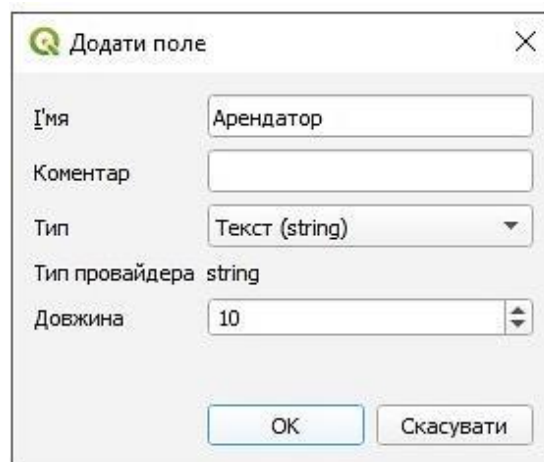 Додати поле
І'мя
Арендатор
Коментар
Тип
Текст (string)
Тип провайдера string
Довжина
10
OK
Скасувати